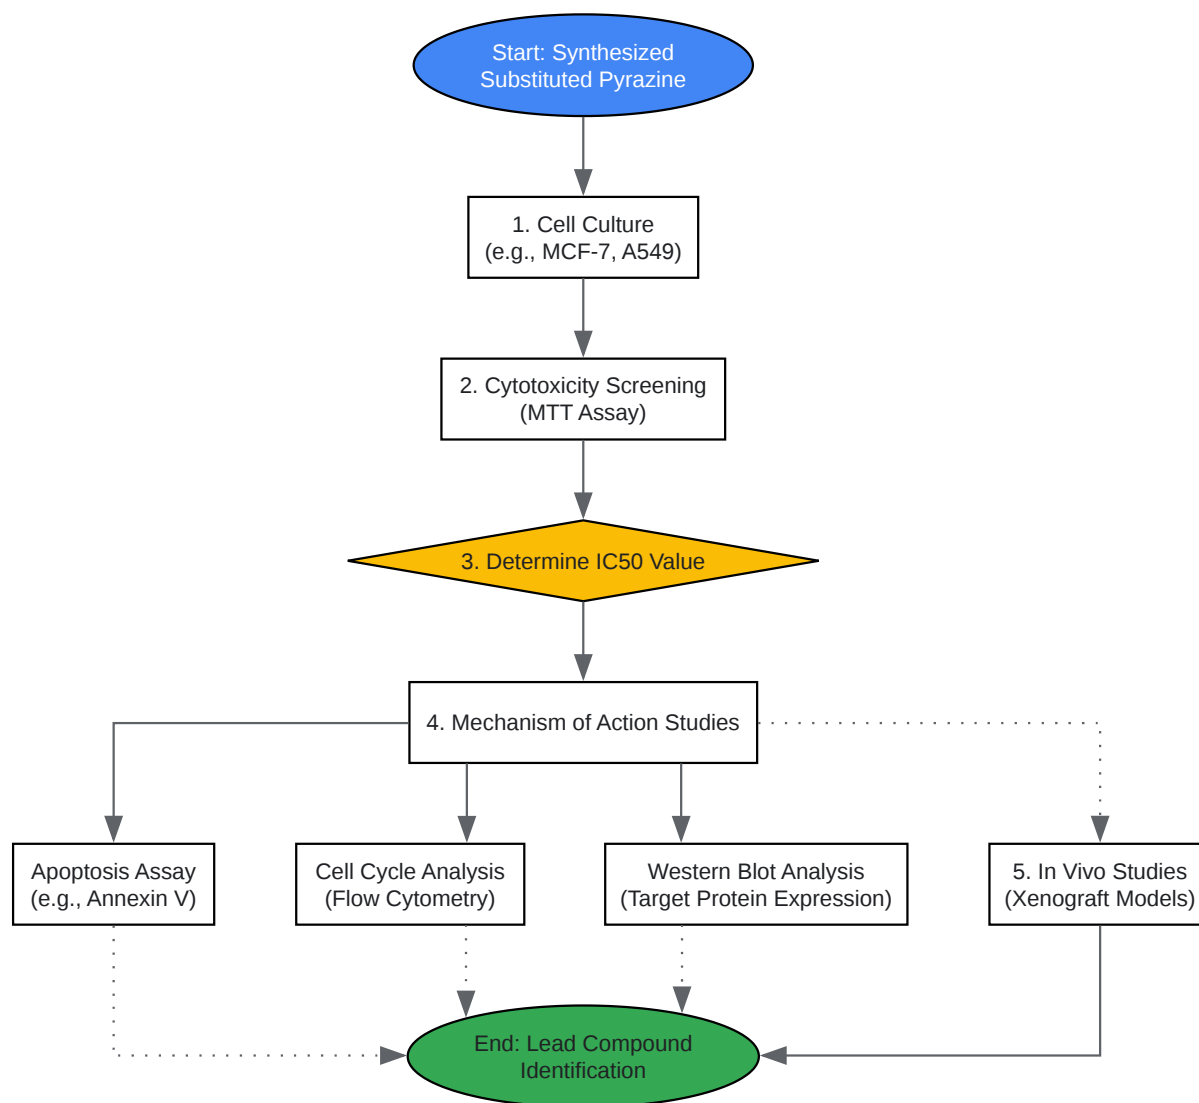 Start: Synthesized
Substituted Pyrazine
1. Cell Culture
(e.g., MCF-7, A549)
2. Cytotoxicity Screening
(MTT Assay)
3. Determine IC50 Value
4. Mechanism of Action Studies
Apoptosis Assay
(e.g., Annexin V)
Cell Cycle Analysis
(Flow Cytometry)
Western Blot Analysis
(Target Protein Expression)
5. In Vivo Studies
(Xenograft Models)
End: Lead Compound
Identification